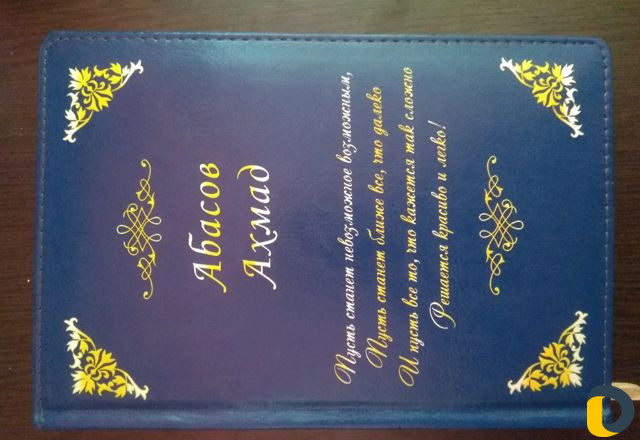 Абасов
Ахмад
Пусть станет невозможное возможным,
Пусть станет ближе все, что далеко
И пусть все то, что кажется так сложно
Решается красиво и легко!